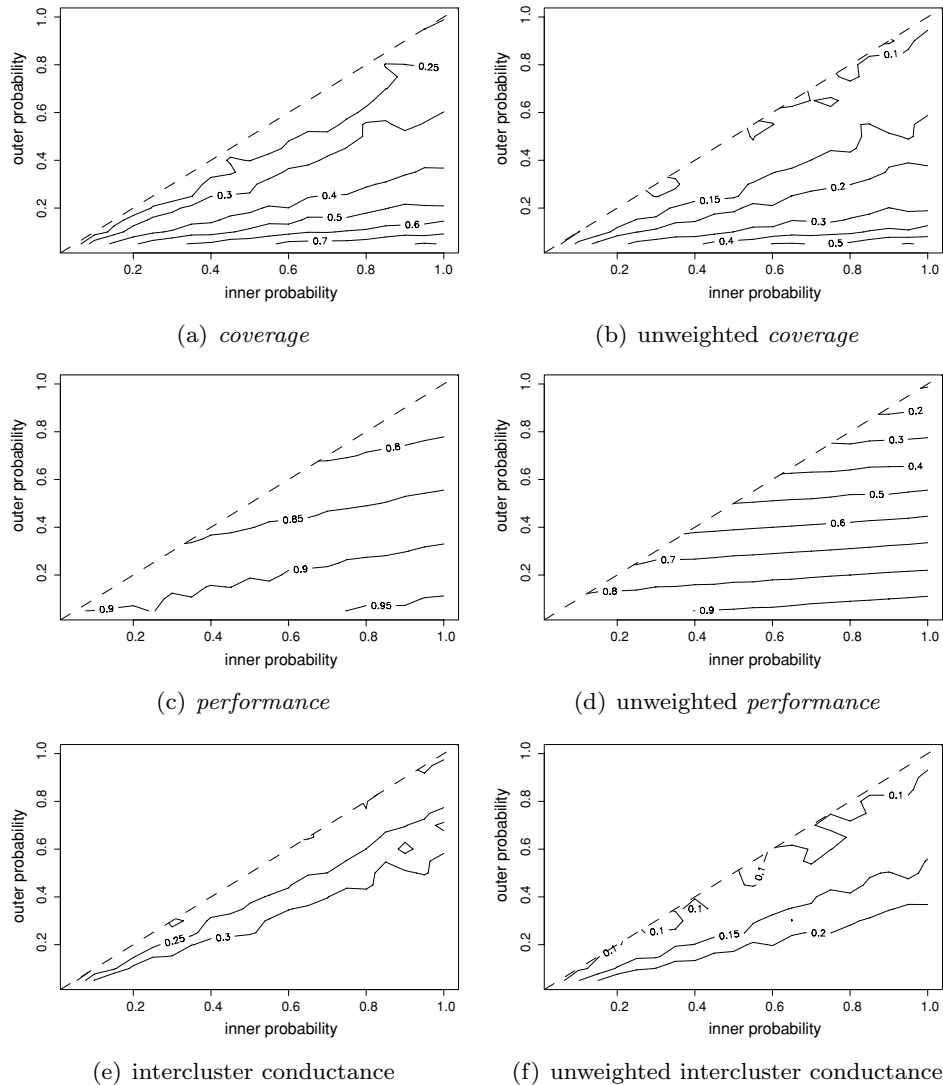 1.0
0.8
0.6
0.4
0.2
outer probability
0.25
0.3
0.4
0.5
0.6
0.7
0.2 0.4 0.6 0.8 1.0
inner probability
(a) coverage
1.0
0.8
0.6
0.4
0.2
outer probability
0.1
0.15
0.2
0.3
0.4
0.5
0.2 0.4 0.6 0.8 1.0
inner probability
(b) unweighted coverage
1.0
0.8
0.6
0.4
0.2
outer probability
0.8
0.85
0.9
0.9
0.95
0.2 0.4 0.6 0.8 1.0
inner probability
(c) performance
1.0
0.8
0.6
0.4
0.2
outer probability
0.2
0.3
0.4
0.5
0.6
0.7
0.8
0.9
0.2 0.4 0.6 0.8 1.0
inner probability
(d) unweighted performance
1.0
0.8
0.6
0.4
0.2
outer probability
0.25
0.3
0.2 0.4 0.6 0.8 1.0
inner probability
(e) intercluster conductance
1.0
0.8
0.6
0.4
0.2
outer probability
0.1
0.1
0.1
0.1
0.1
0.15
0.2
0.2 0.4 0.6 0.8 1.0
inner probability
(f) unweighted intercluster conductance